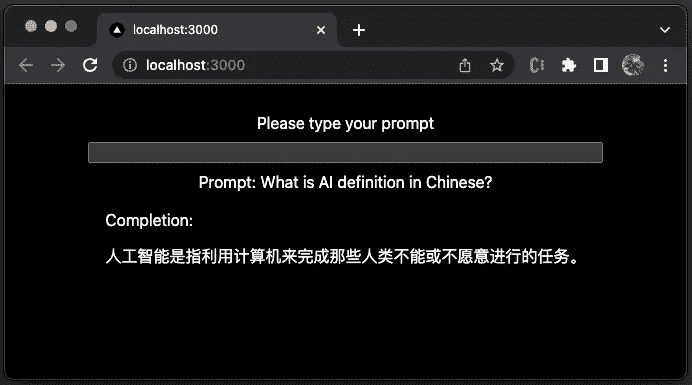 localhost:3000
localhost:3000
Please type your prompt
Prompt: What is AI definition in Chinese?
Completion:
人工智能是指利用计算机来完成那些人类不能或不愿意进行的任务。